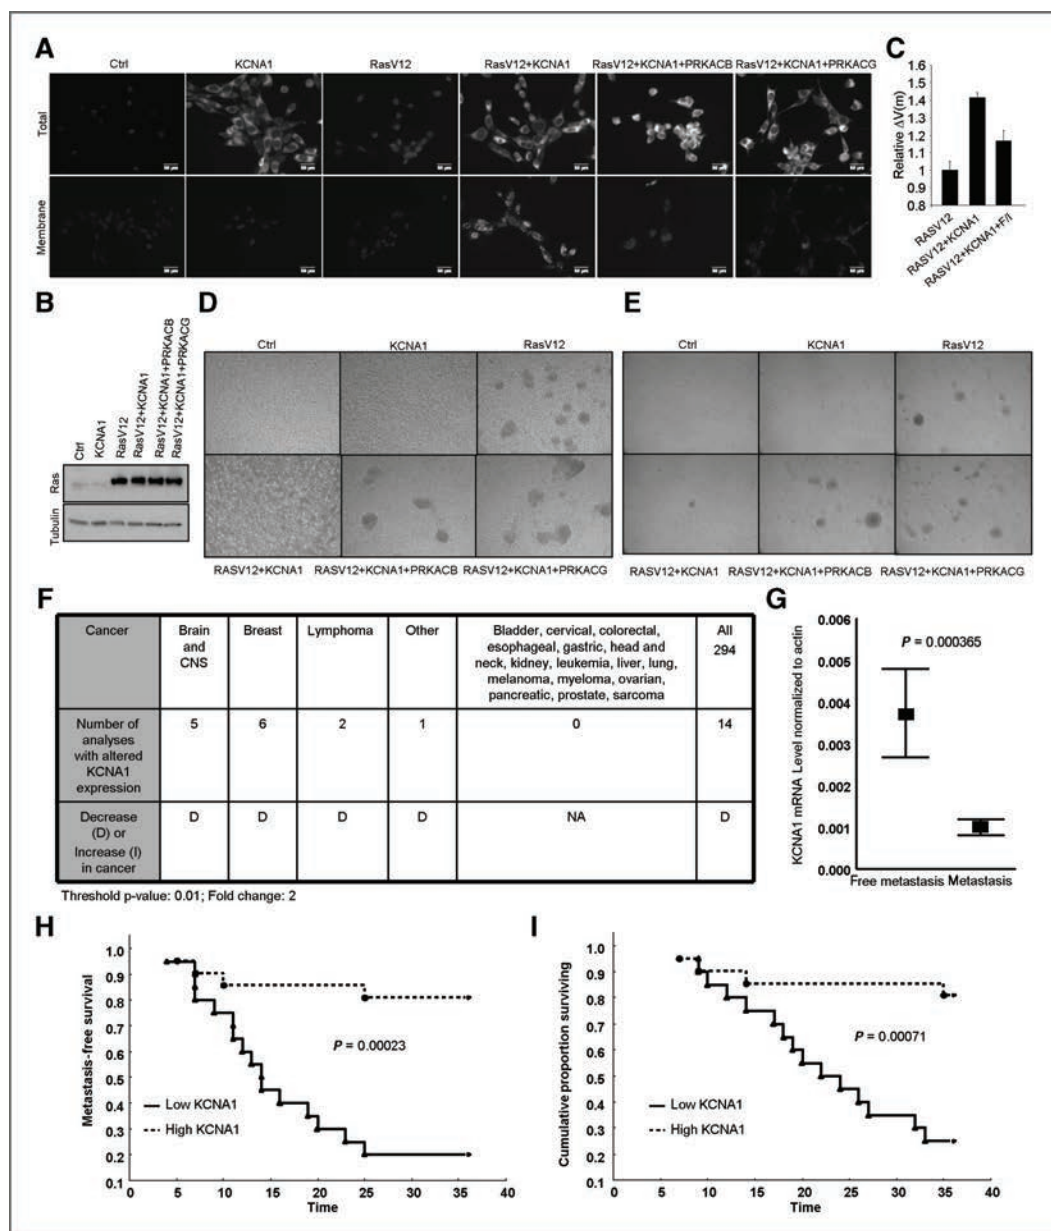 A
Ctrl
KCNA1
RasV12
RasV12+KCNA1
RasV12+KCNA1+PRKACB
RasV12+KCNA1+PRKACG
Total
Membrane
C
Relative ΔV(m)
1.6
1.5
1.4
1.3
1.2
1.1
1
0.9
0.8
RASV12
RASV12+KCNA1
RASV12+KCNA1+F/I
B
Ctrl
KCNA1
RasV12
RasV12+KCNA1
RasV12+KCNA1+PRKACB
RasV12+KCNA1+PRKACG
Ras
Tubulin
D
Ctrl
KCNA1
RasV12
RASV12+KCNA1
RASV12+KCNA1+PRKACB
RASV12+KCNA1+PRKACG
E
Ctrl
KCNA1
RasV12
RASV12+KCNA1
RASV12+KCNA1+PRKACB
RASV12+KCNA1+PRKACG
F
Cancer
Brain
and
CNS
Breast
Lymphoma
Other
Bladder, cervical, colorectal,
esophageal, gastric, head and
neck, kidney, leukemia, liver, lung,
melanoma, myeloma, ovarian,
pancreatic, prostate, sarcoma
All
294
Number of
analyses
with altered
KCNA1
expression
5
6
2
1
0
14
Decrease
(D) or
Increase (I)
in cancer
D
D
D
D
NA
D
Threshold p-value: 0.01; Fold change: 2
G
KCNA1 mRNA Level normalized to actin
0.006
0.005
0.004
0.003
0.002
0.001
0.000
P = 0.000365
Free metastasis
Metastasis
H
Metastasis-free survival
1.0
0.9
0.8
0.7
0.6
0.5
0.4
0.3
0.2
0.1
P = 0.00023
Low KCNA1
High KCNA1
0 5 10 15 20 25 30 35 40
Time
I
Cumulative proportion surviving
1.0
0.9
0.8
0.7
0.6
0.5
0.4
0.3
0.2
0.1
P = 0.00071
Low KCNA1
High KCNA1
0 5 10 15 20 25 30 35 40
Time